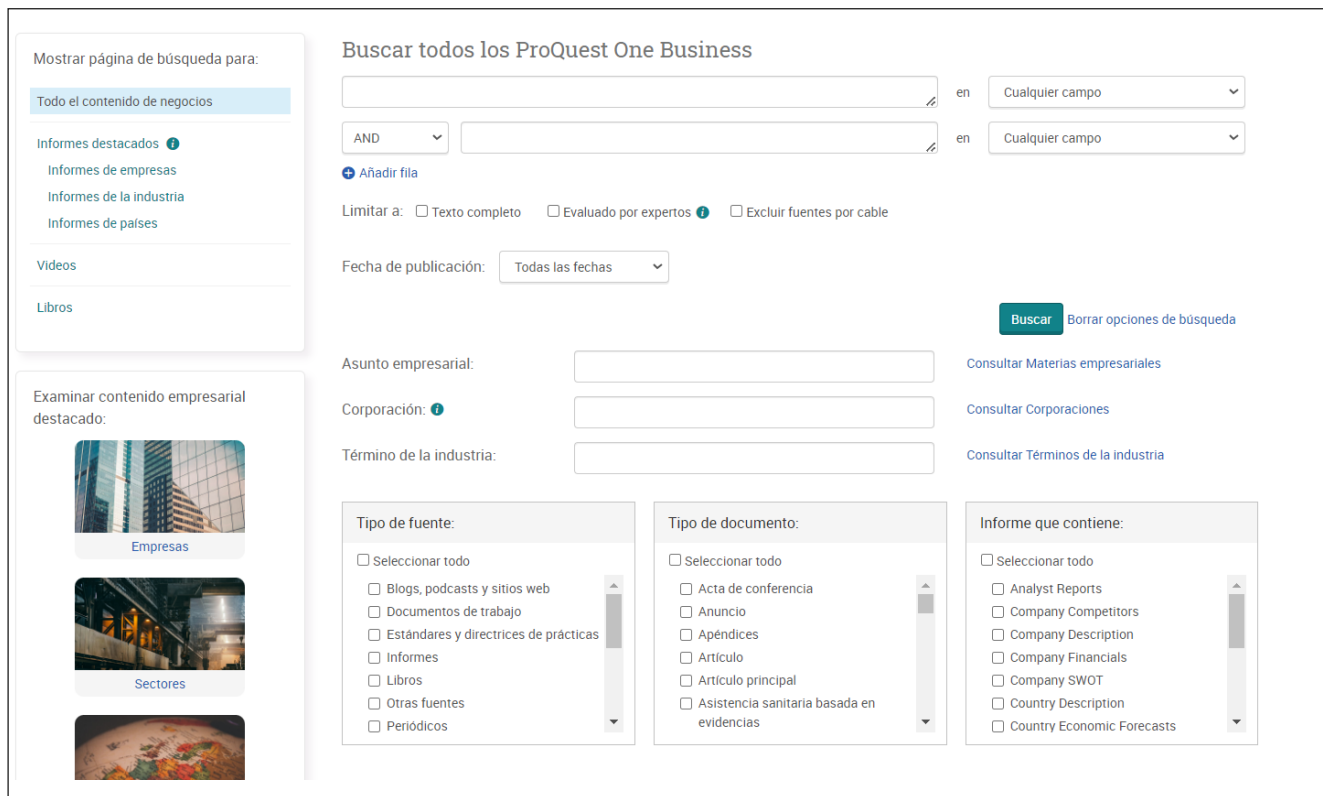 Mostrar página de búsqueda para:
Todo el contenido de negocios
Informes destacados i
Informes de empresas
Informes de la industria
Informes de países
Videos
Libros
Examinar contenido empresarial
destacado:
Empresas
Sectores
Buscar todos los ProQuest One Business
en Cualquier campo
AND en Cualquier campo
Añadir fila
Limitar a: Texto completo Evaluado por expertos i Excluir fuentes por cable
Fecha de publicación: Todas las fechas
Buscar Borrar opciones de búsqueda
Asunto empresarial: Consultar Materias empresariales
Corporación: i Consultar Corporaciones
Término de la industria: Consultar Términos de la industria
Tipo de fuente:
Seleccionar todo
Blogs, podcasts y sitios web
Documentos de trabajo
Estándares y directrices de prácticas
Informes
Libros
Otras fuentes
Periódicos
Tipo de documento:
Seleccionar todo
Acta de conferencia
Anuncio
Apéndices
Artículo
Artículo principal
Asistencia sanitaria basada en
evidencias
Informe que contiene:
Seleccionar todo
Analyst Reports
Company Competitors
Company Description
Company Financials
Company SWOT
Country Description
Country Economic Forecasts